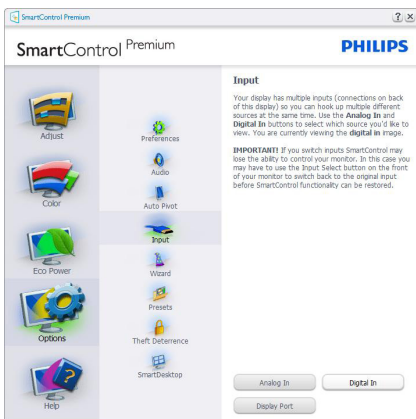 SmartControl Premium
SmartControl Premium
PHILIPS
Adjust
Color
Eco Power
Options
Help
Preferences
Audio
Auto Pivot
Input
Wizard
Presets
Theft Deterrence
SmartDesktop
Input
Your display has multiple inputs (connections on back
of this display) so you can hook up multiple different
sources at the same time. Use the Analog In and
Digital In buttons to select which source you'd like to
view. You are currently viewing the digital in image.
IMPORTANT! If you switch inputs SmartControl may
lose the ability to control your monitor. In this case you
may have to use the Input Select button on the front
of your monitor to switch back to the original input
before SmartControl functionality can be restored.
Analog In
Digital In
Display Port